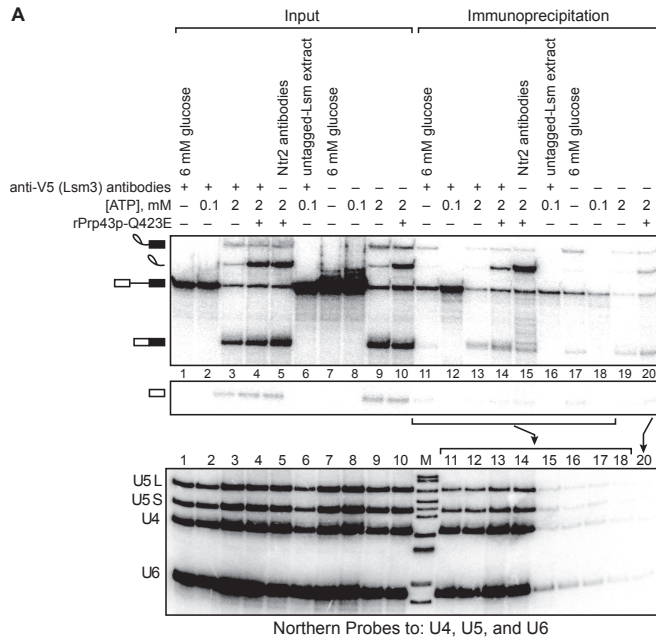 A
Input
Immunoprecipitation
6 mM glucose
Ntr2 antibodies
untagged-Lsm extract
6 mM glucose
6 mM glucose
Ntr2 antibodies
untagged-Lsm extract
6 mM glucose
anti-V5 (Lsm3) antibodies + + + + – + – – – – + + + + – + – – – –
[ATP], mM – 0.1 2 2 2 – – 0.1 2 2 – 0.1 2 2 2 – – 0.1 2 2
rPrp43p-Q423E + + – + + + – +
1 2 3 4 5 6 7 8 9 10 11 12 13 14 15 16 17 18 19 20
1 2 3 4 5 6 7 8 9 10 M 11 12 13 14 15 16 17 18 20
U5 L
U5 S
U4
U6
Northern Probes to: U4, U5, and U6